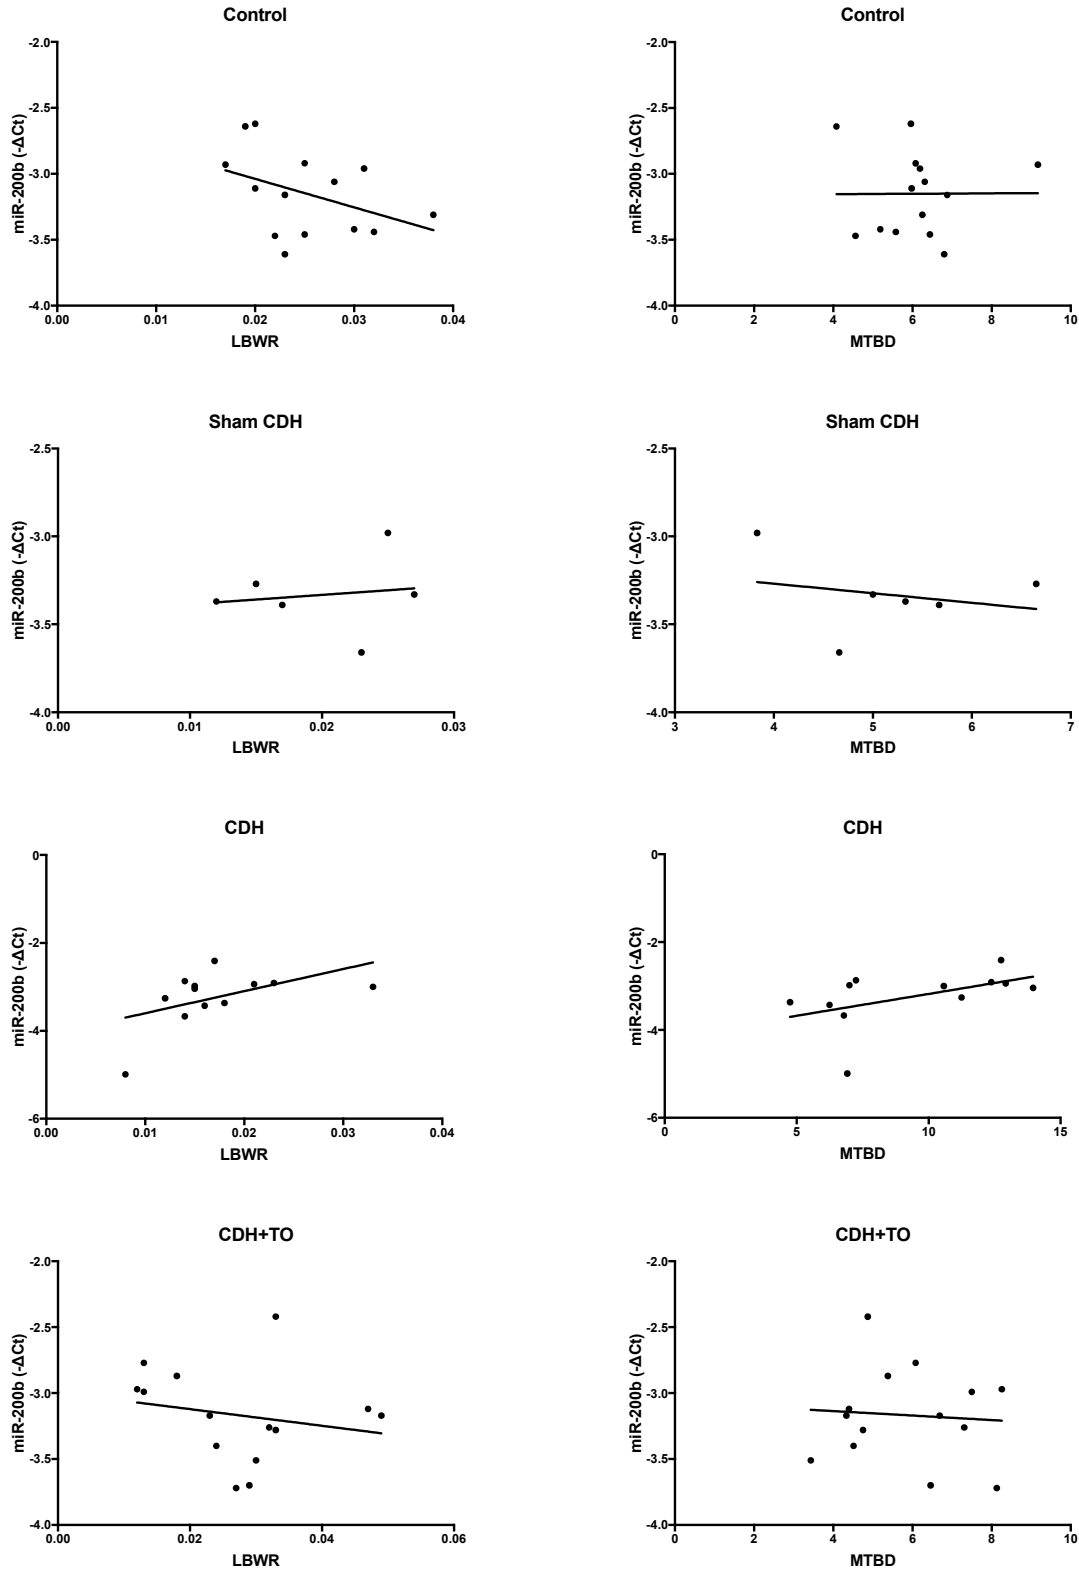 Control
Control
-2.0
-2.5
-3.0
-3.5
-4.0
miR-200b (-ΔCt)
0.00 0.01 0.02 0.03 0.04
LBWR
-2.0
-2.5
-3.0
-3.5
-4.0
miR-200b (-ΔCt)
0 2 4 6 8 10
MTBD
Sham CDH
Sham CDH
-2.5
-3.0
-3.5
-4.0
miR-200b (-ΔCt)
0.00 0.01 0.02 0.03
LBWR
-2.5
-3.0
-3.5
-4.0
miR-200b (-ΔCt)
3 4 5 6 7
MTBD
CDH
CDH
0
-2
-4
-6
miR-200b (-ΔCt)
0.00 0.01 0.02 0.03 0.04
LBWR
0
-2
-4
-6
miR-200b (-ΔCt)
0 5 10 15
MTBD
CDH+TO
CDH+TO
-2.0
-2.5
-3.0
-3.5
-4.0
miR-200b (-ΔCt)
0.00 0.02 0.04 0.06
LBWR
-2.0
-2.5
-3.0
-3.5
-4.0
miR-200b (-ΔCt)
0 2 4 6 8 10
MTBD